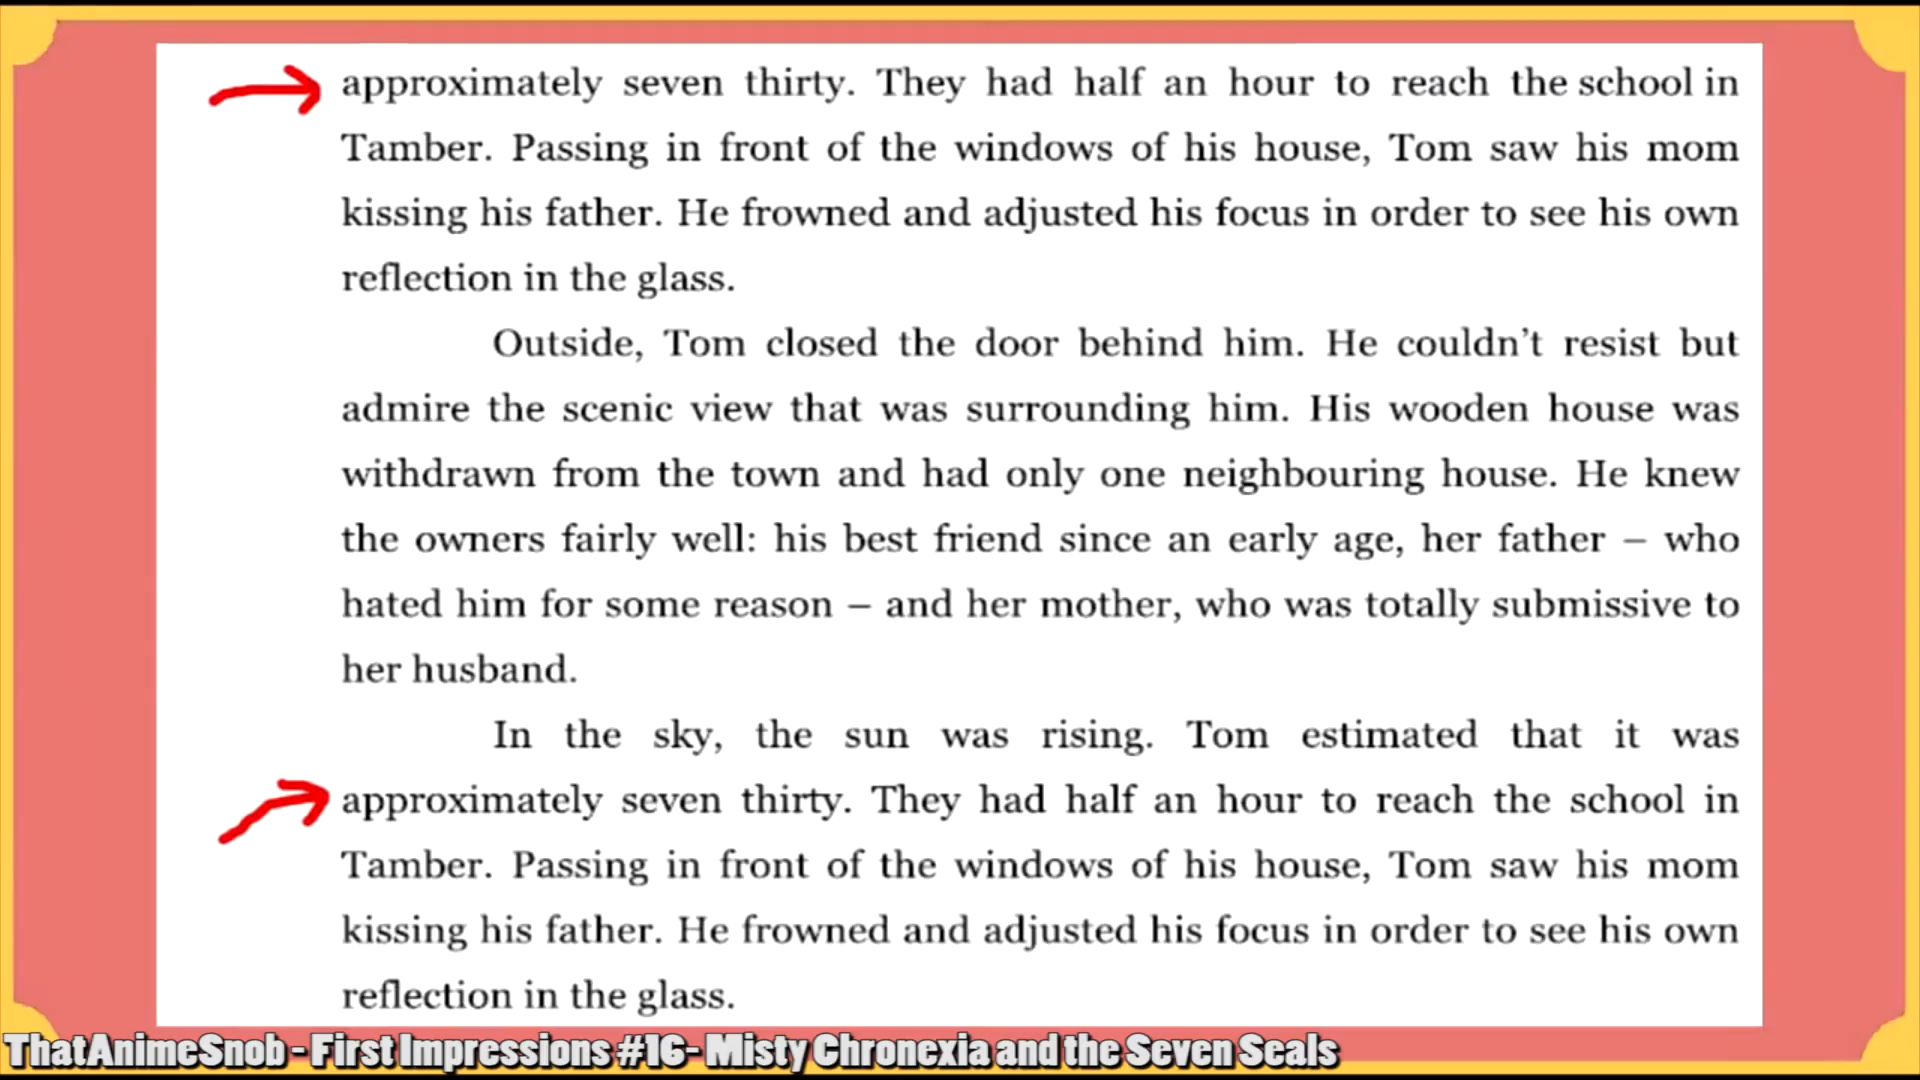 approximately seven thirty. They had half an hour to reach the school in
Tamber. Passing in front of the windows of his house, Tom saw his mom
kissing his father. He frowned and adjusted his focus in order to see his own
reflection in the glass.
Outside, Tom closed the door behind him. He couldn’t resist but
admire the scenic view that was surrounding him. His wooden house was
withdrawn from the town and had only one neighbouring house. He knew
the owners fairly well: his best friend since an early age, her father – who
hated him for some reason – and her mother, who was totally submissive to
her husband.
In the sky, the sun was rising. Tom estimated that it was
approximately seven thirty. They had half an hour to reach the school in
Tamber. Passing in front of the windows of his house, Tom saw his mom
kissing his father. He frowned and adjusted his focus in order to see his own
reflection in the glass.
ThatAnimeSnob - First Impressions #16- Misty Chronexia and the Seven Seals